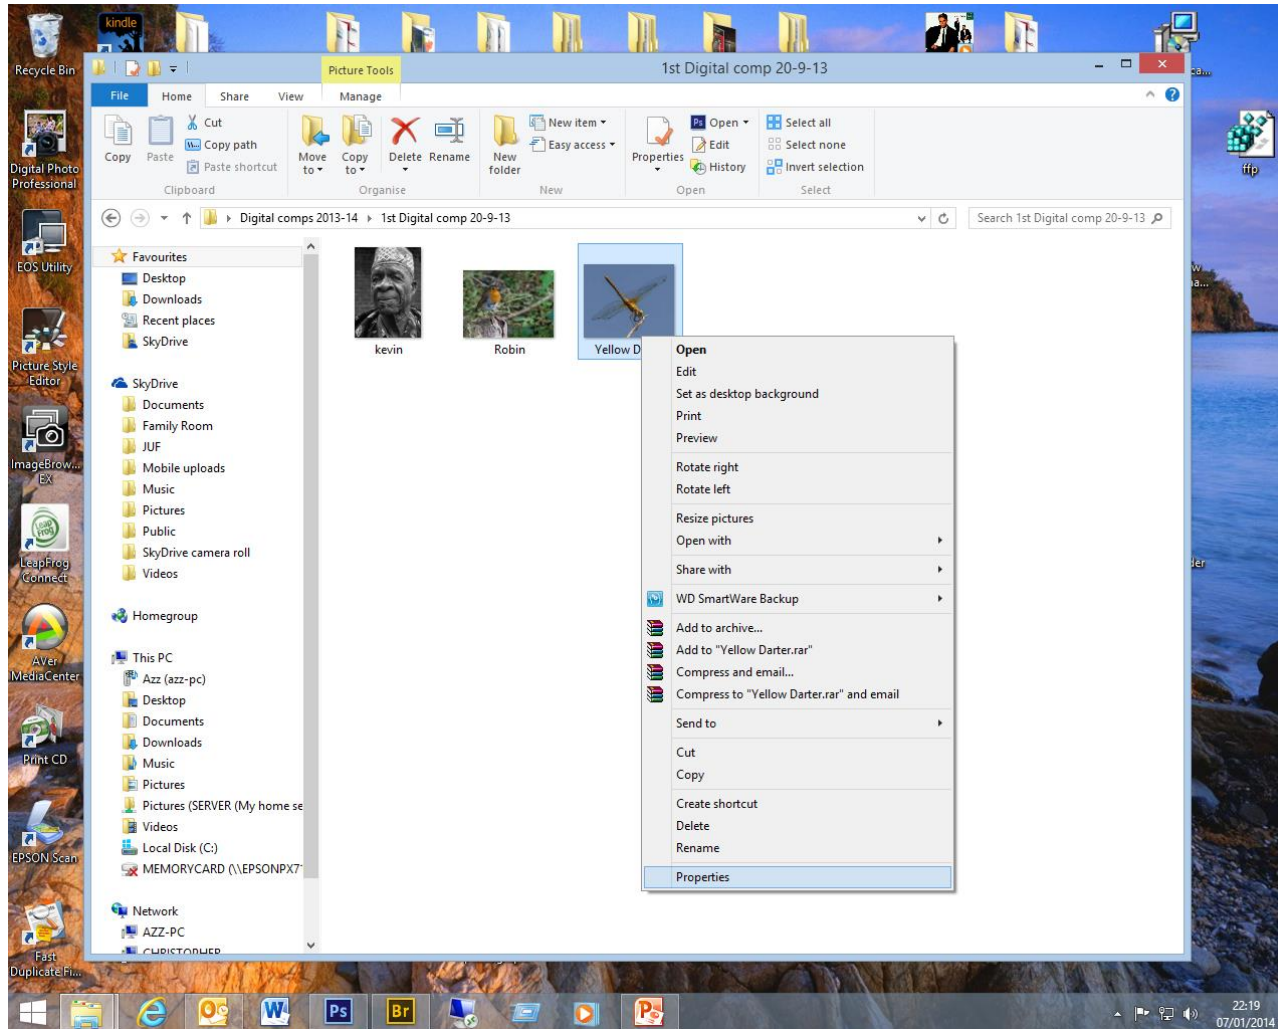 kindle
Recycle Bin
Picture Tools
1st Digital comp 20-9-13
File Home Share View Manage
Copy
Paste
Cut
Copy path
Paste shortcut
Clipboard
Move to
Copy to
Delete
Rename
Organise
New folder
New item
Easy access
New
Properties
Open
Edit
History
Open
Select all
Select none
Invert selection
Select
Digital comps 2013-14 1st Digital comp 20-9-13
Search 1st Digital comp 20-9-13
Digital Photo
Professional
EOS Utility
Picture Style
Editor
ImageBrow...
EX
LeapFrog
Connect
AVer
MediaCenter
Print CD
EPSON Scan
Fast
Duplicate Fi...
ffp
Favourites
Desktop
Downloads
Recent places
SkyDrive
SkyDrive
Documents
Family Room
JUF
Mobile uploads
Music
Pictures
Public
SkyDrive camera roll
Videos
Homegroup
This PC
Azz (azz-pc)
Desktop
Documents
Downloads
Music
Pictures
Pictures (SERVER (My home se
Videos
Local Disk (C:)
MEMORYCARD (\\EPSONPX7
Network
AZZ-PC
CHRISTOPHER
kevin
Robin
Yellow D
Open
Edit
Set as desktop background
Print
Preview
Rotate right
Rotate left
Resize pictures
Open with
Share with
WD SmartWare Backup
Add to archive...
Add to "Yellow Darter.rar"
Compress and email...
Compress to "Yellow Darter.rar" and email
Send to
Cut
Copy
Create shortcut
Delete
Rename
Properties
Ps
Br
22:19
07/01/2014